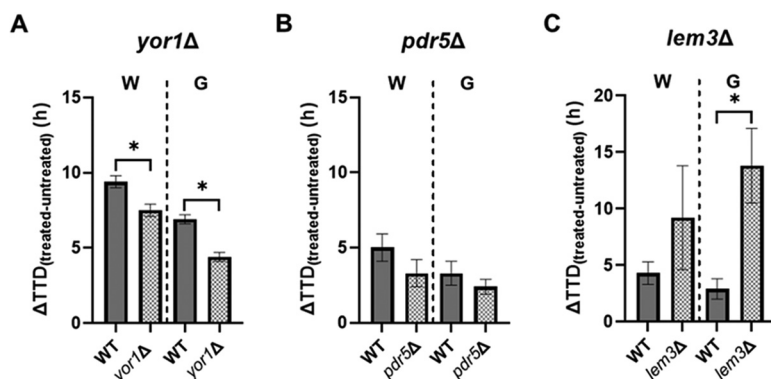 A
yor1Δ
W
G
ΔTTD(treated-untreated) (h)
15
10
5
0
*
*
WT
yor1Δ
WT
yor1Δ
B
pdr5Δ
W
G
ΔTTD(treated-untreated) (h)
15
10
5
0
WT
pdr5Δ
WT
pdr5Δ
C
lem3Δ
W
G
ΔTTD(treated-untreated) (h)
20
15
10
5
0
*
WT
lem3Δ
WT
lem3Δ